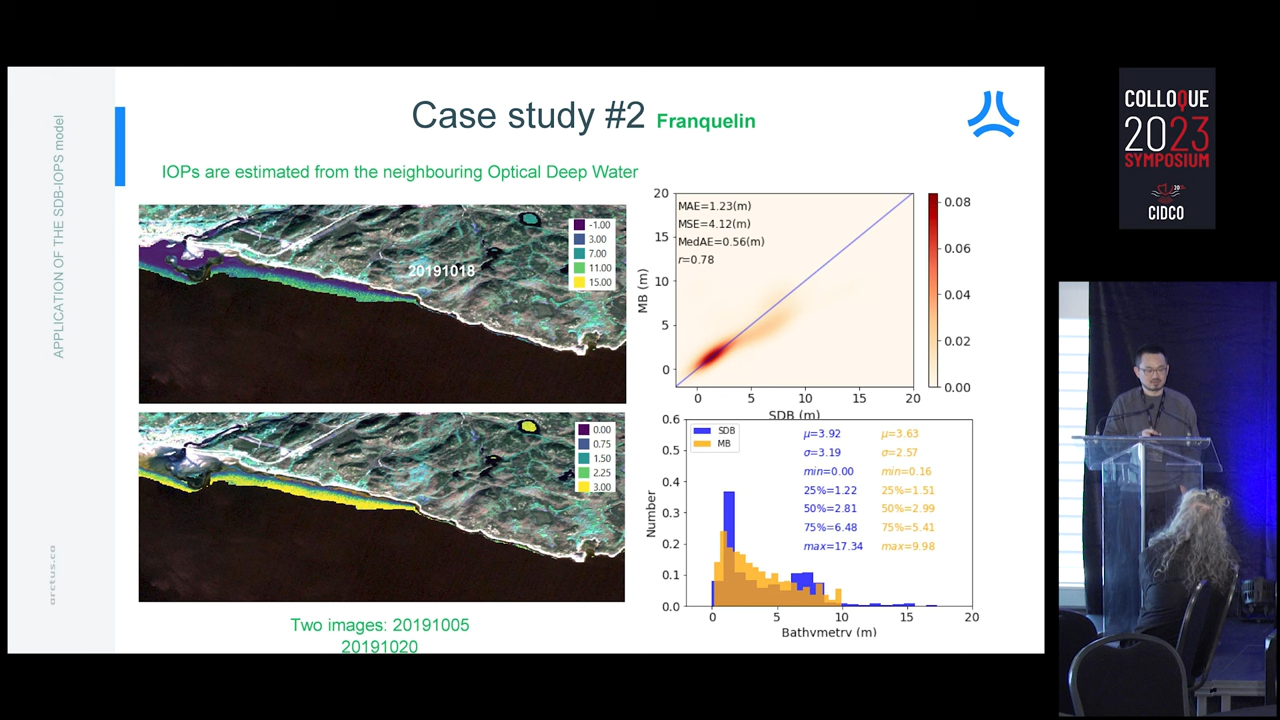 APPLICATION OF THE SDB-IOPS model
arctus.ca
Case study #2 Franquelin
IOPs are estimated from the neighbouring Optical Deep Water
20191018
-1.00
3.00
7.00
11.00
15.00
0.00
0.75
1.50
2.25
3.00
Two images: 20191005
20191020
MAE=1.23(m)
MSE=4.12(m)
MedAE=0.56(m)
r=0.78
MB (m)
20
15
10
5
0
0 5 10 15 20
SDB (m)
0.08
0.06
0.04
0.02
0.00
SDB
MB
μ=3.92 μ=3.63
σ=3.19 σ=2.57
min=0.00 min=0.16
25%=1.22 25%=1.51
50%=2.81 50%=2.99
75%=6.48 75%=5.41
max=17.34 max=9.98
Number
0.6
0.5
0.4
0.3
0.2
0.1
0.0
0 5 10 15 20
Bathymetry (m)
COLLOQUE
2023
SYMPOSIUM
CIDCO